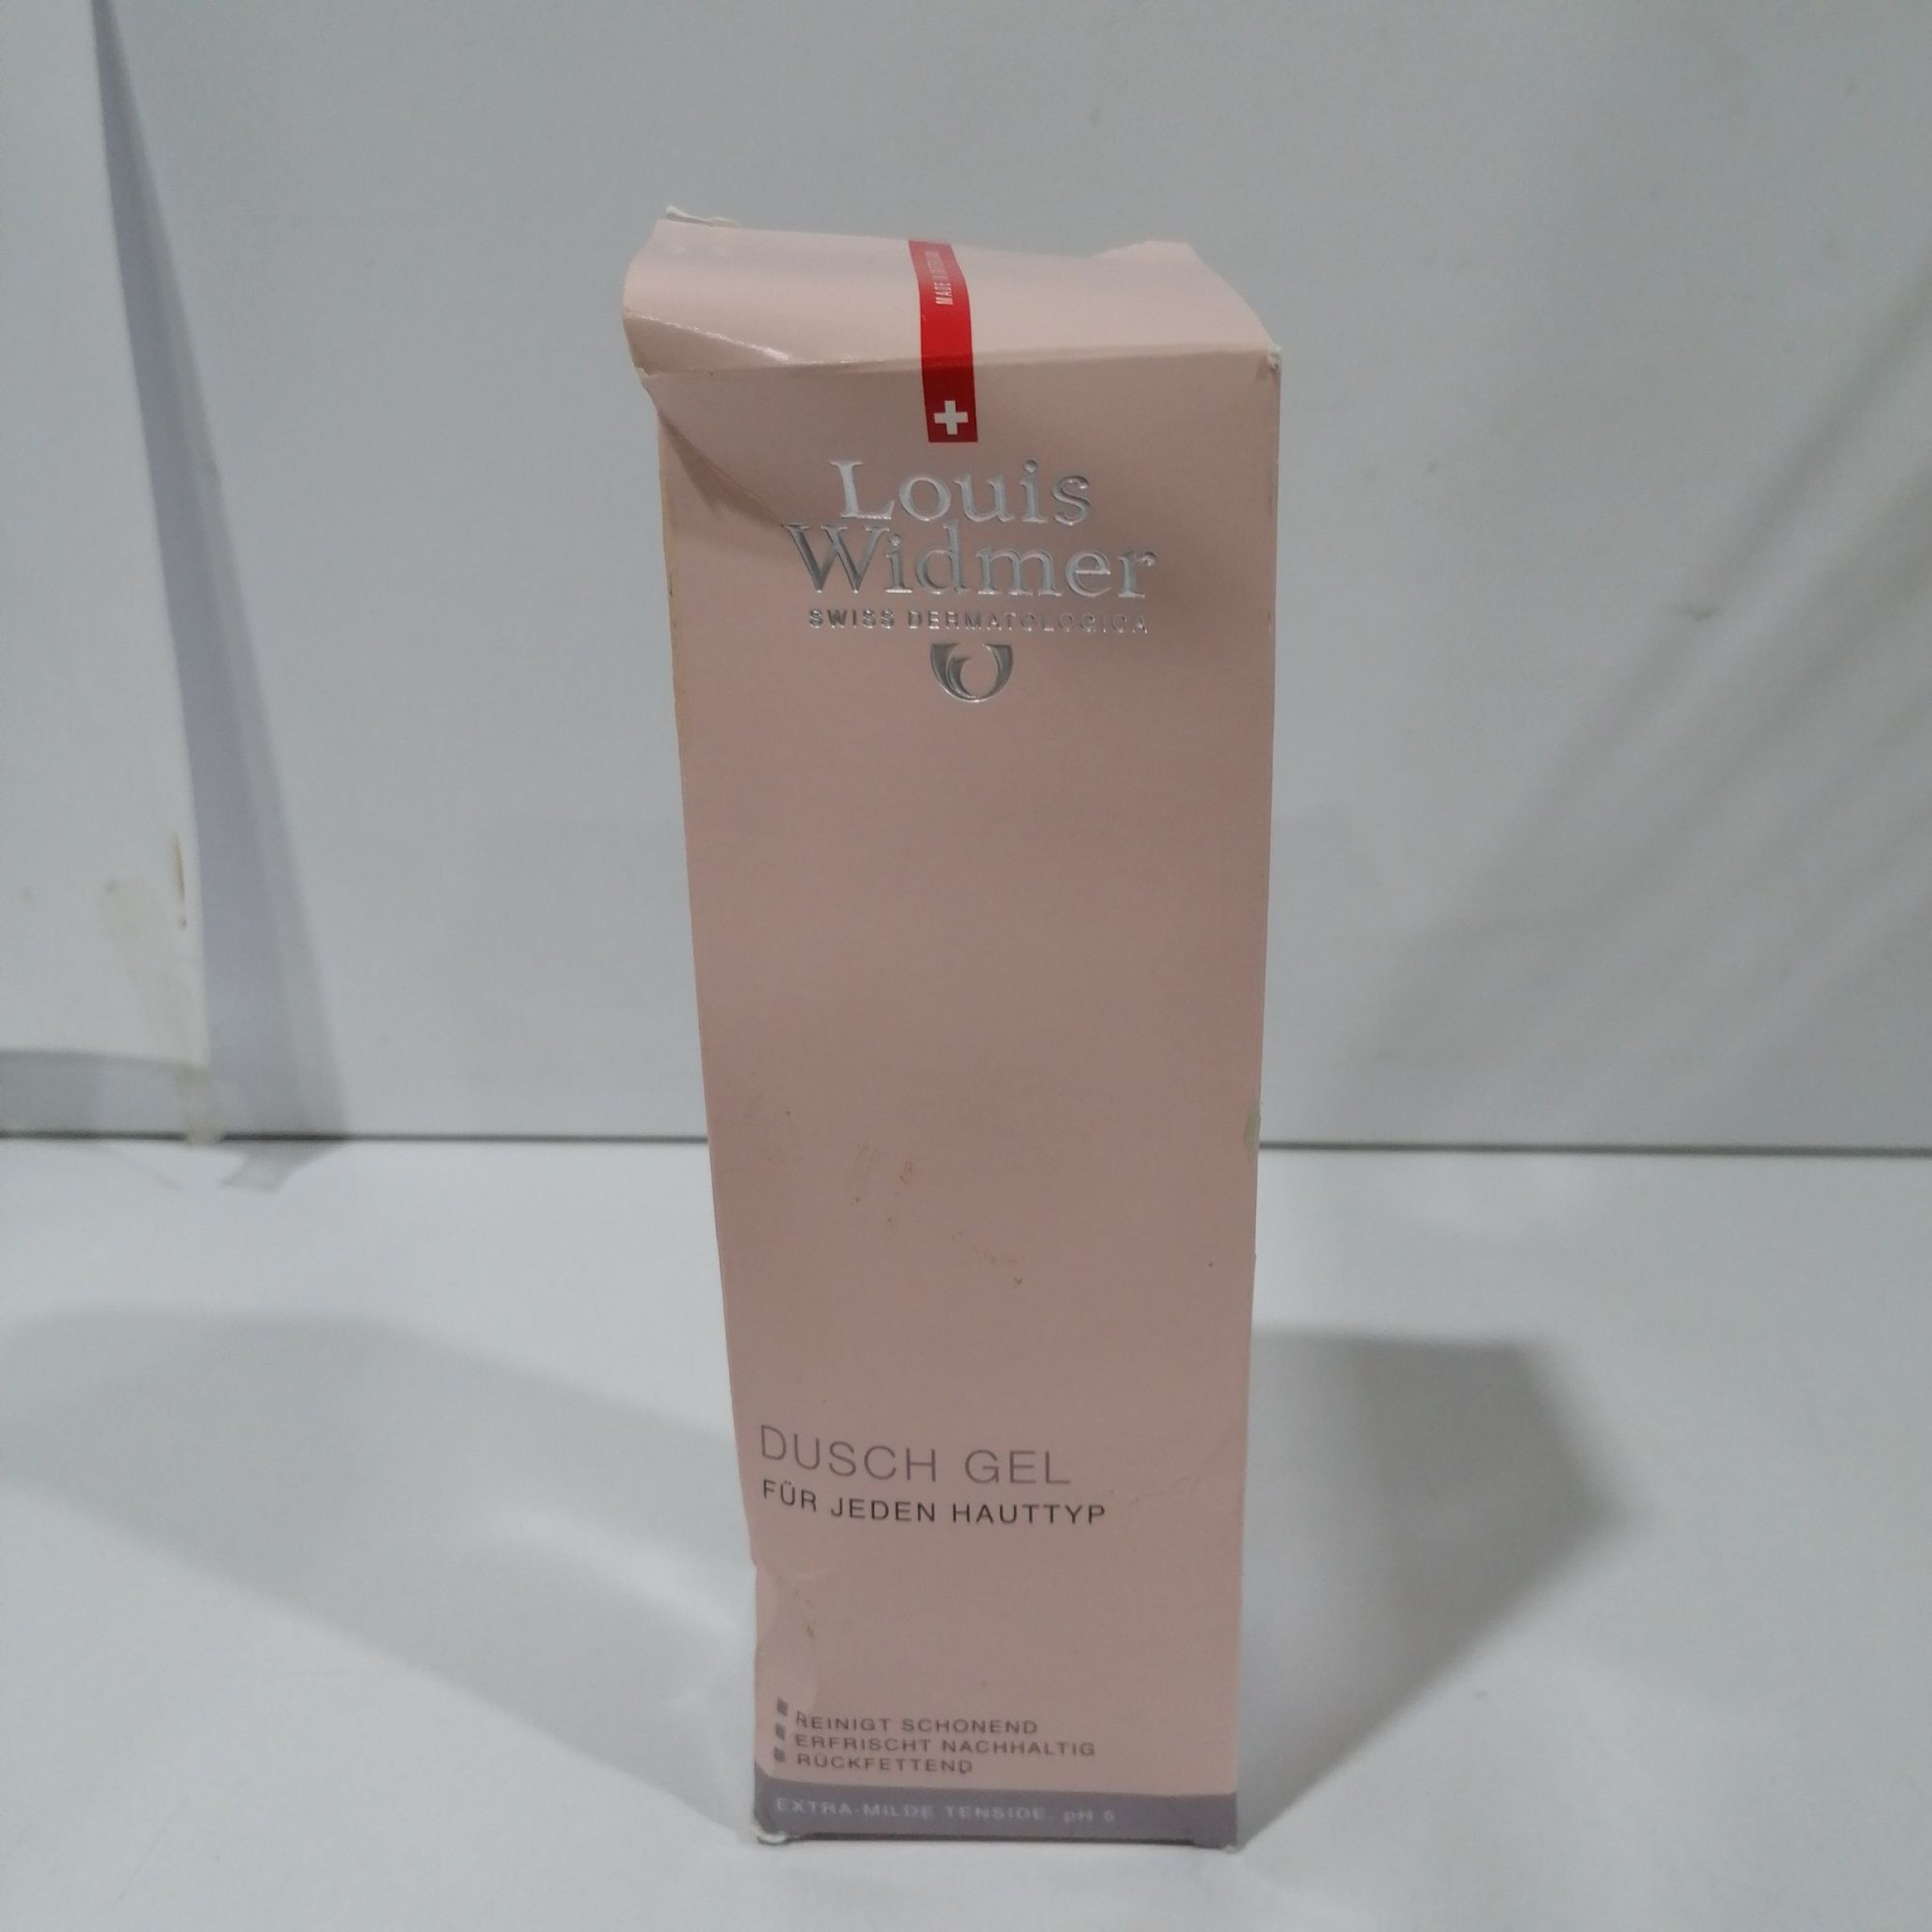 MADE IN SWITZERLAND
Louis
Widmer
SWISS DERMATOLOGICA
DUSCH GEL
FÜR JEDEN HAUTTYP
REINIGT SCHONEND
ERFRISCHT NACHHALTIG
RÜCKFETTEND
EXTRA-MILDE TENSIDE, pH 5